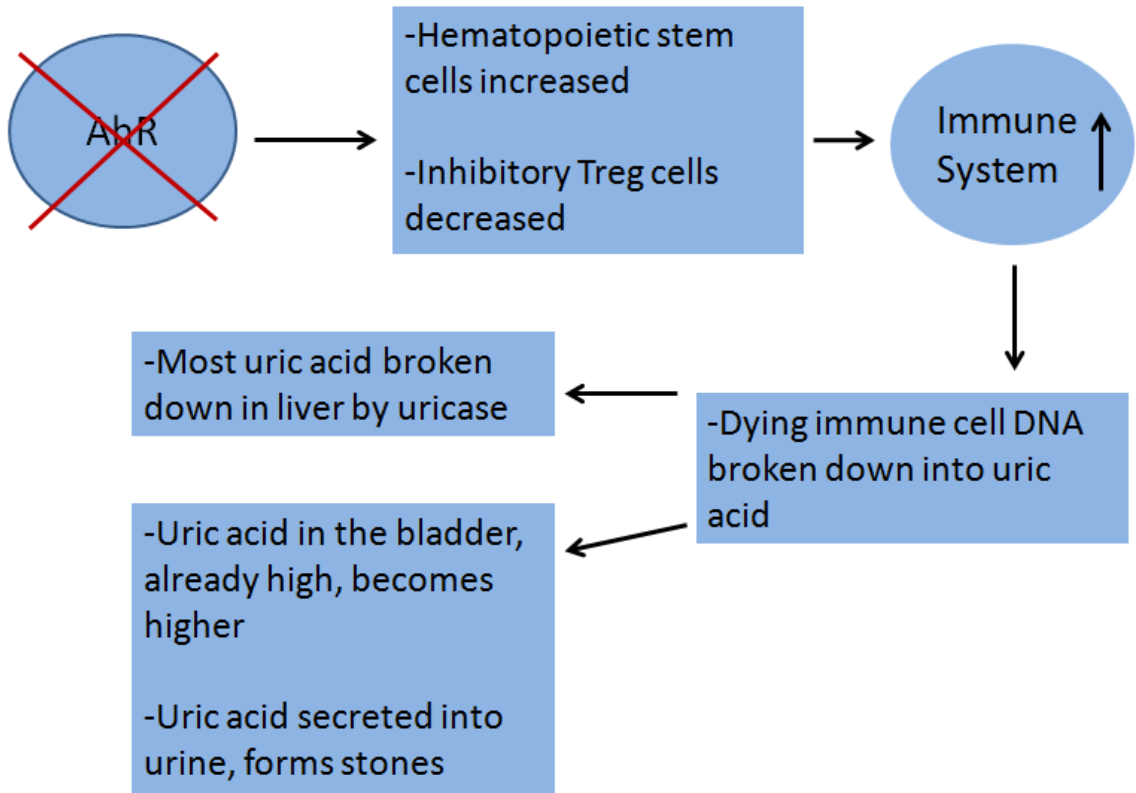 AhR
-Hematopoietic stem
cells increased
-Inhibitory Treg cells
decreased
Immune
System
-Most uric acid broken
down in liver by uricase
-Dying immune cell DNA
broken down into uric
acid
-Uric acid in the bladder,
already high, becomes
higher
-Uric acid secreted into
urine, forms stones